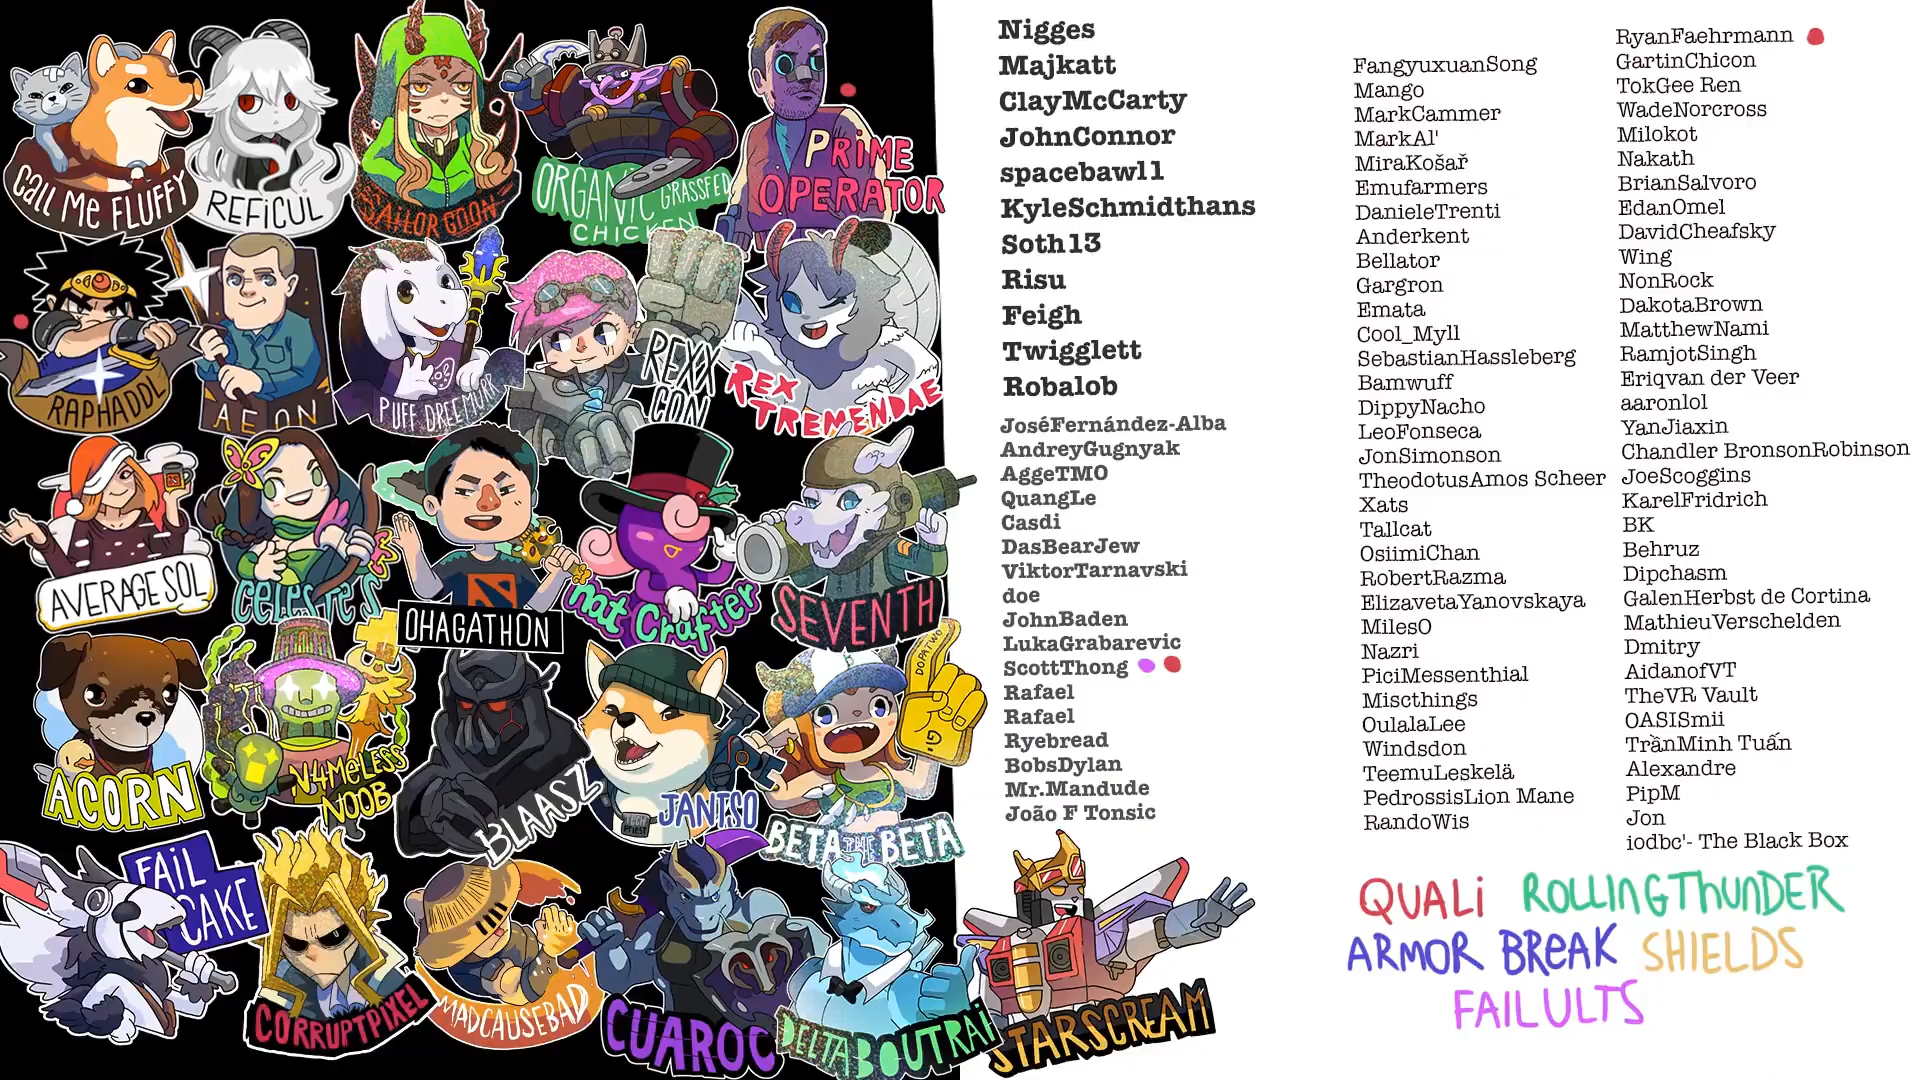 CALL ME FLUFFY
REFICUL
SAILOR GOON
ORGANIC GRASSFED
CHICKEN
PRIME
OPERATOR
RAPHADDL
AEON
PUFF DREEMURR
REXX
GON
REX
TREMENDAE
AVERAGE SOL
CELESTES
OHAGATHON
nat Crafter
SEVENTH
ACORN
N4MELESS
NOOB
BLAASZ
TECH
Priest
JANTSO
DOPATWO
BETA THE BETA
FAIL
CAKE
CORRUPTPIXEL
MADCAUSEBAD
CUAROC
DELTABOUTRAH
STARSCREAM
Nigges
Majkatt
ClayMcCarty
JohnConnor
spacebawl1
KyleSchmidthans
Soth13
Risu
Feigh
Twigglett
Robalob
JoséFernández-Alba
AndreyGugnyak
AggeTMO
QuangLe
Casdi
DasBearJew
ViktorTarnavski
doe
JohnBaden
LukaGrabarevic
ScottThong
Rafael
Rafael
Ryebread
BobsDylan
Mr.Mandude
João F Tonsic
FangyuxuanSong
Mango
MarkCammer
MarkAl'
MiraKošař
Emufarmers
DanieleTrenti
Anderkent
Bellator
Gargron
Emata
Cool_Myll
SebastianHassleberg
Bamwuff
DippyNacho
LeoFonseca
JonSimonson
TheodotusAmos Scheer
Xats
Tallcat
OsiimiChan
RobertRazma
ElizavetaYanovskaya
MilesO
Nazri
PiciMessenthial
Miscthings
OulalaLee
Windsdon
TeemuLeskelä
PedrossisLion Mane
RandoWis
RyanFaehrmann
GartinChicon
TokGee Ren
WadeNorcross
Milokot
Nakath
BrianSalvoro
EdanOmel
DavidCheafsky
Wing
NonRock
DakotaBrown
MatthewNami
RamjotSingh
Eriqvan der Veer
aaronlol
YanJiaxin
Chandler BronsonRobinson
JoeScoggins
KarelFridrich
BK
Behruz
Dipchasm
GalenHerbst de Cortina
MathieuVerschelden
Dmitry
AidanofVT
TheVR Vault
OASISmii
TrầnMinh Tuấn
Alexandre
PipM
Jon
iodbc'- The Black Box
QUALi ROLLINGThUNDER
ARMOR BREAK SHIELDS
FAILULTS